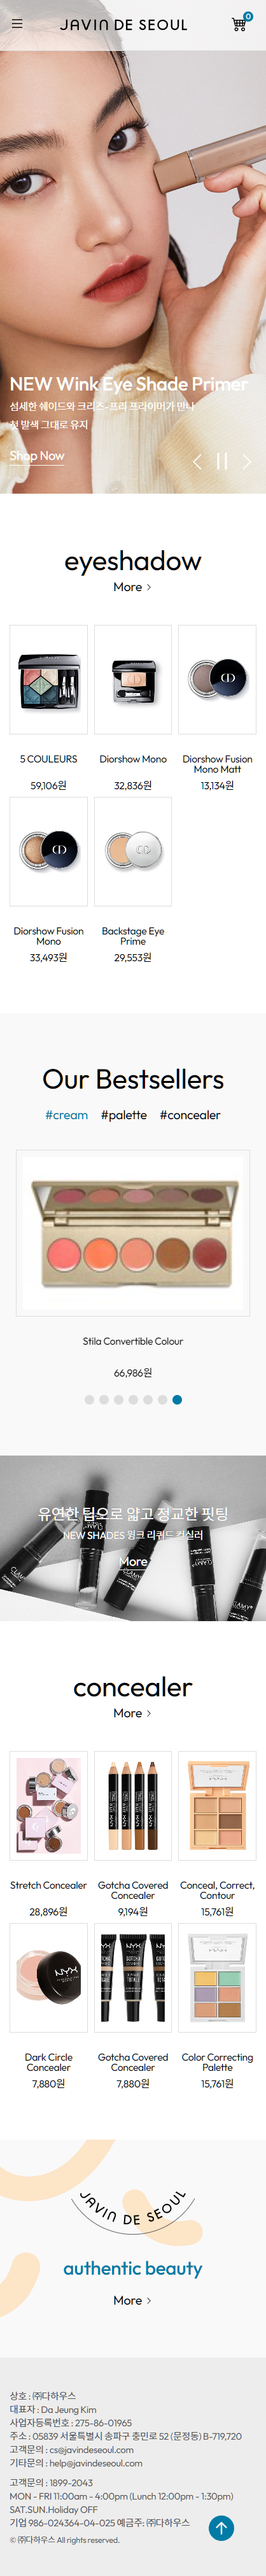 JAVIN DE SEOUL
0
NEW Wink Eye Shade Primer
섬세한 쉐이드와 크리즈-프리 프라이머가 만나
첫 발색 그대로 유지
Shop Now
eyeshadow
More >
5 COULEURS
59,106원
Diorshow Mono
32,836원
Diorshow Fusion
Mono Matt
13,134원
Diorshow Fusion
Mono
33,493원
Backstage Eye
Prime
29,553원
Our Bestsellers
#cream #palette #concealer
Stila Convertible Colour
66,986원
유연한 팁으로 얇고 정교한 핏팅
NEW SHADES 윙크 리퀴드 컨실러
More
concealer
More >
Stretch Concealer
28,896원
Gotcha Covered
Concealer
9,194원
Conceal, Correct,
Contour
15,761원
NYX
Dark Circle
Concealer
7,880원
Gotcha Covered
Concealer
7,880원
Color Correcting
Palette
15,761원
JAVIN DE SEOUL
authentic beauty
More >
상호 : ㈜다하우스
대표자 : Da Jeung Kim
사업자등록번호 : 275-86-01965
주소 : 05839 서울특별시 송파구 충민로 52 (문정동) B-719,720
고객문의 : cs@javindeseoul.com
기타문의 : help@javindeseoul.com
고객문의 : 1899-2043
MON - FRI 11:00am - 4:00pm (Lunch 12:00pm - 1:30pm)
SAT.SUN.Holiday OFF
기업 986-024364-04-025 예금주: ㈜다하우스
© ㈜다하우스 All rights reserved.